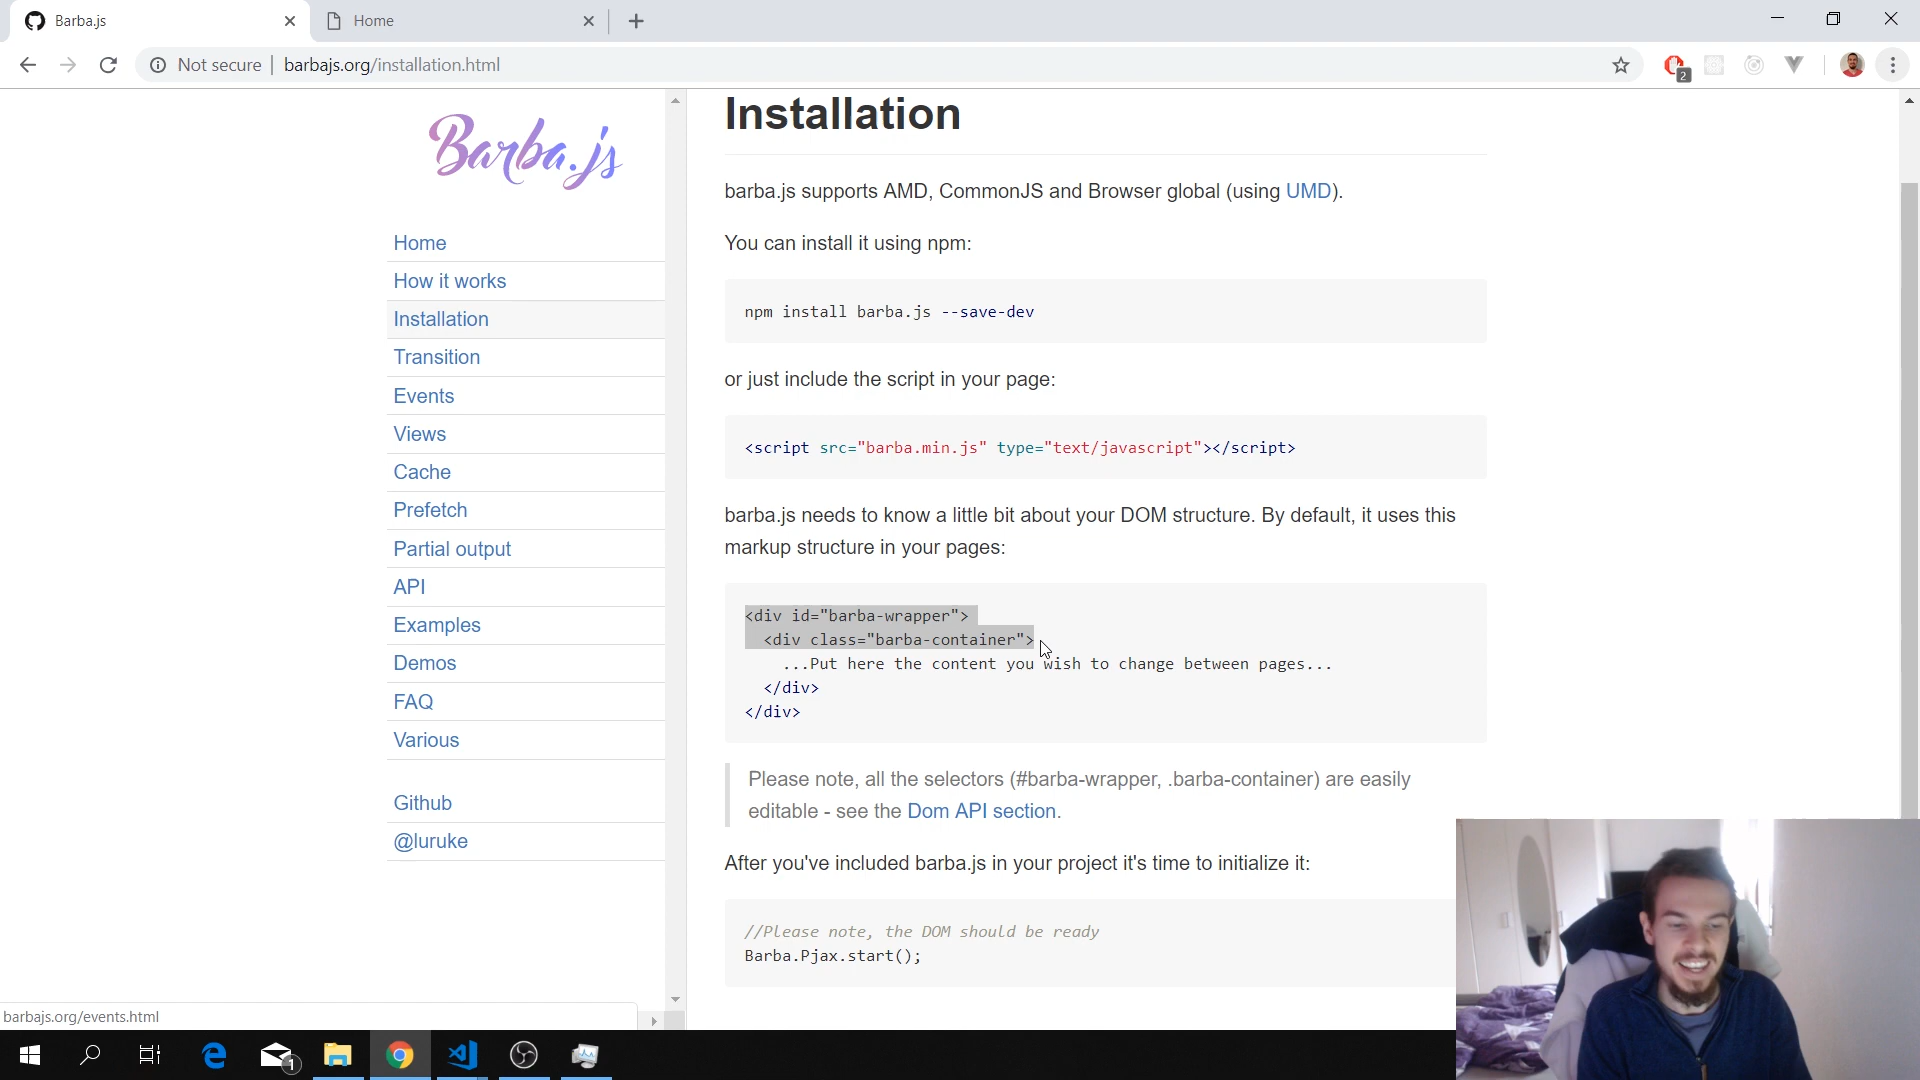 Barba.js
Home
Not secure
barbajs.org/installation.html
2
Barba.js
Home
How it works
Installation
Transition
Events
Views
Cache
Prefetch
Partial output
API
Examples
Demos
FAQ
Various
Github
@luruke
Installation
barba.js supports AMD, CommonJS and Browser global (using UMD).
You can install it using npm:
npm install barba.js --save-dev
or just include the script in your page:
<script src="barba.min.js" type="text/javascript"></script>
barba.js needs to know a little bit about your DOM structure. By default, it uses this
markup structure in your pages:
<div id="barba-wrapper">
<div class="barba-container">
...Put here the content you wish to change between pages...
</div>
</div>
Please note, all the selectors (#barba-wrapper, .barba-container) are easily
editable - see the Dom API section.
After you've included barba.js in your project it's time to initialize it:
//Please note, the DOM should be ready
Barba.Pjax.start();
barbajs.org/events.html
1